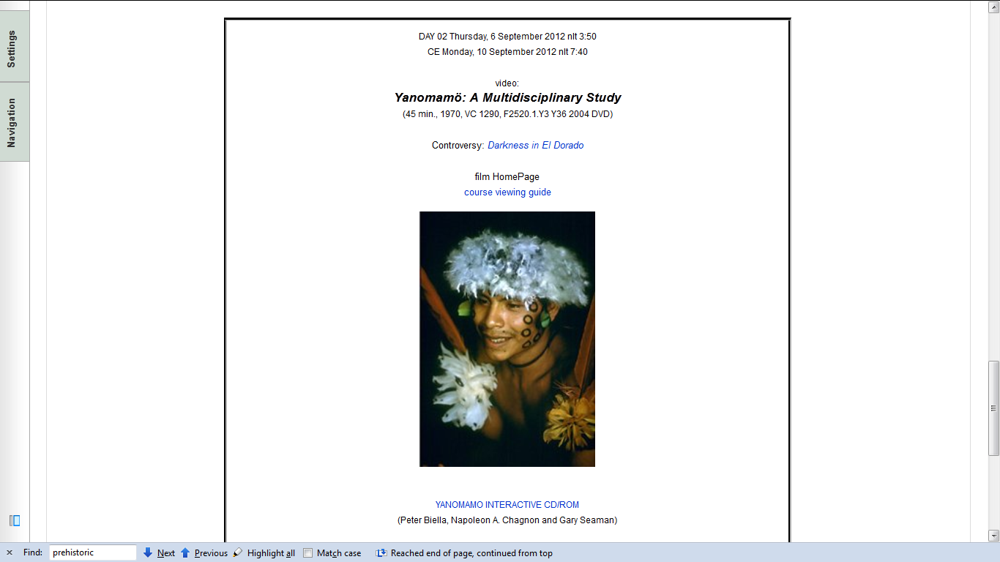 Settings
Navigation
DAY 02 Thursday, 6 September 2012 nlt 3:50
CE Monday, 10 September 2012 nlt 7:40
video:
Yanomamö: A Multidisciplinary Study
(45 min., 1970, VC 1290, F2520.1.Y3 Y36 2004 DVD)
Controversy: Darkness in El Dorado
film HomePage
course viewing guide
YANOMAMO INTERACTIVE CD/ROM
(Peter Biella, Napoleon A. Chagnon and Gary Seaman)
× Find: prehistoric Next Previous Highlight all Match case Reached end of page, continued from top